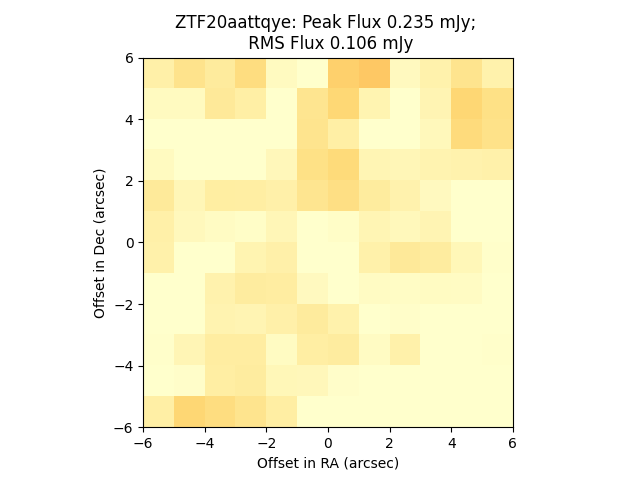 ZTF20aattqye: Peak Flux 0.235 mJy;
RMS Flux 0.106 mJy
6
4
2
0
−2
−4
−6
Offset in Dec (arcsec)
−6 −4 −2 0 2 4 6
Offset in RA (arcsec)